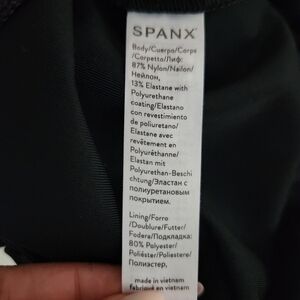 SPANX
Body/Cuerpo/Corps
/Corpetto/Лиф:
87% Nylon/Nailon/
Нейлон,
13% Elastane with
Polyurethane
coating/Elastano
con revestimiento
de poliuretano/
Elastane avec
revêtement en
Polyuréthane/
Elastan mit
Polyurethan-Beschi
chtung/Эластан с
полиуретановым
покрытием.
Lining/Forro
/Doublure/Futter/
Fodera/Подкладка:
80% Polyester/
Poliéster/Poliestere/
Полиэстер,
made in vietnam
fabriqué en vietnam